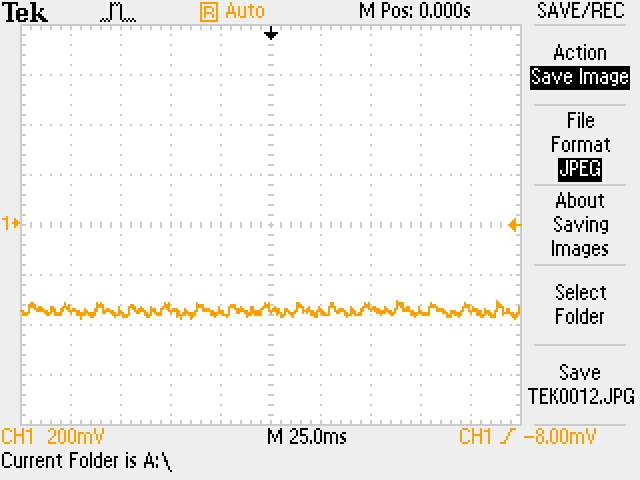 Tek R Auto M Pos: 0.000s SAVE/REC
Action
Save Image
File
Format
JPEG
About
Saving
Images
Select
Folder
Save
TEK0012.JPG
1
CH1 200mV M 25.0ms CH1 -8.00mV
Current Folder is A:\